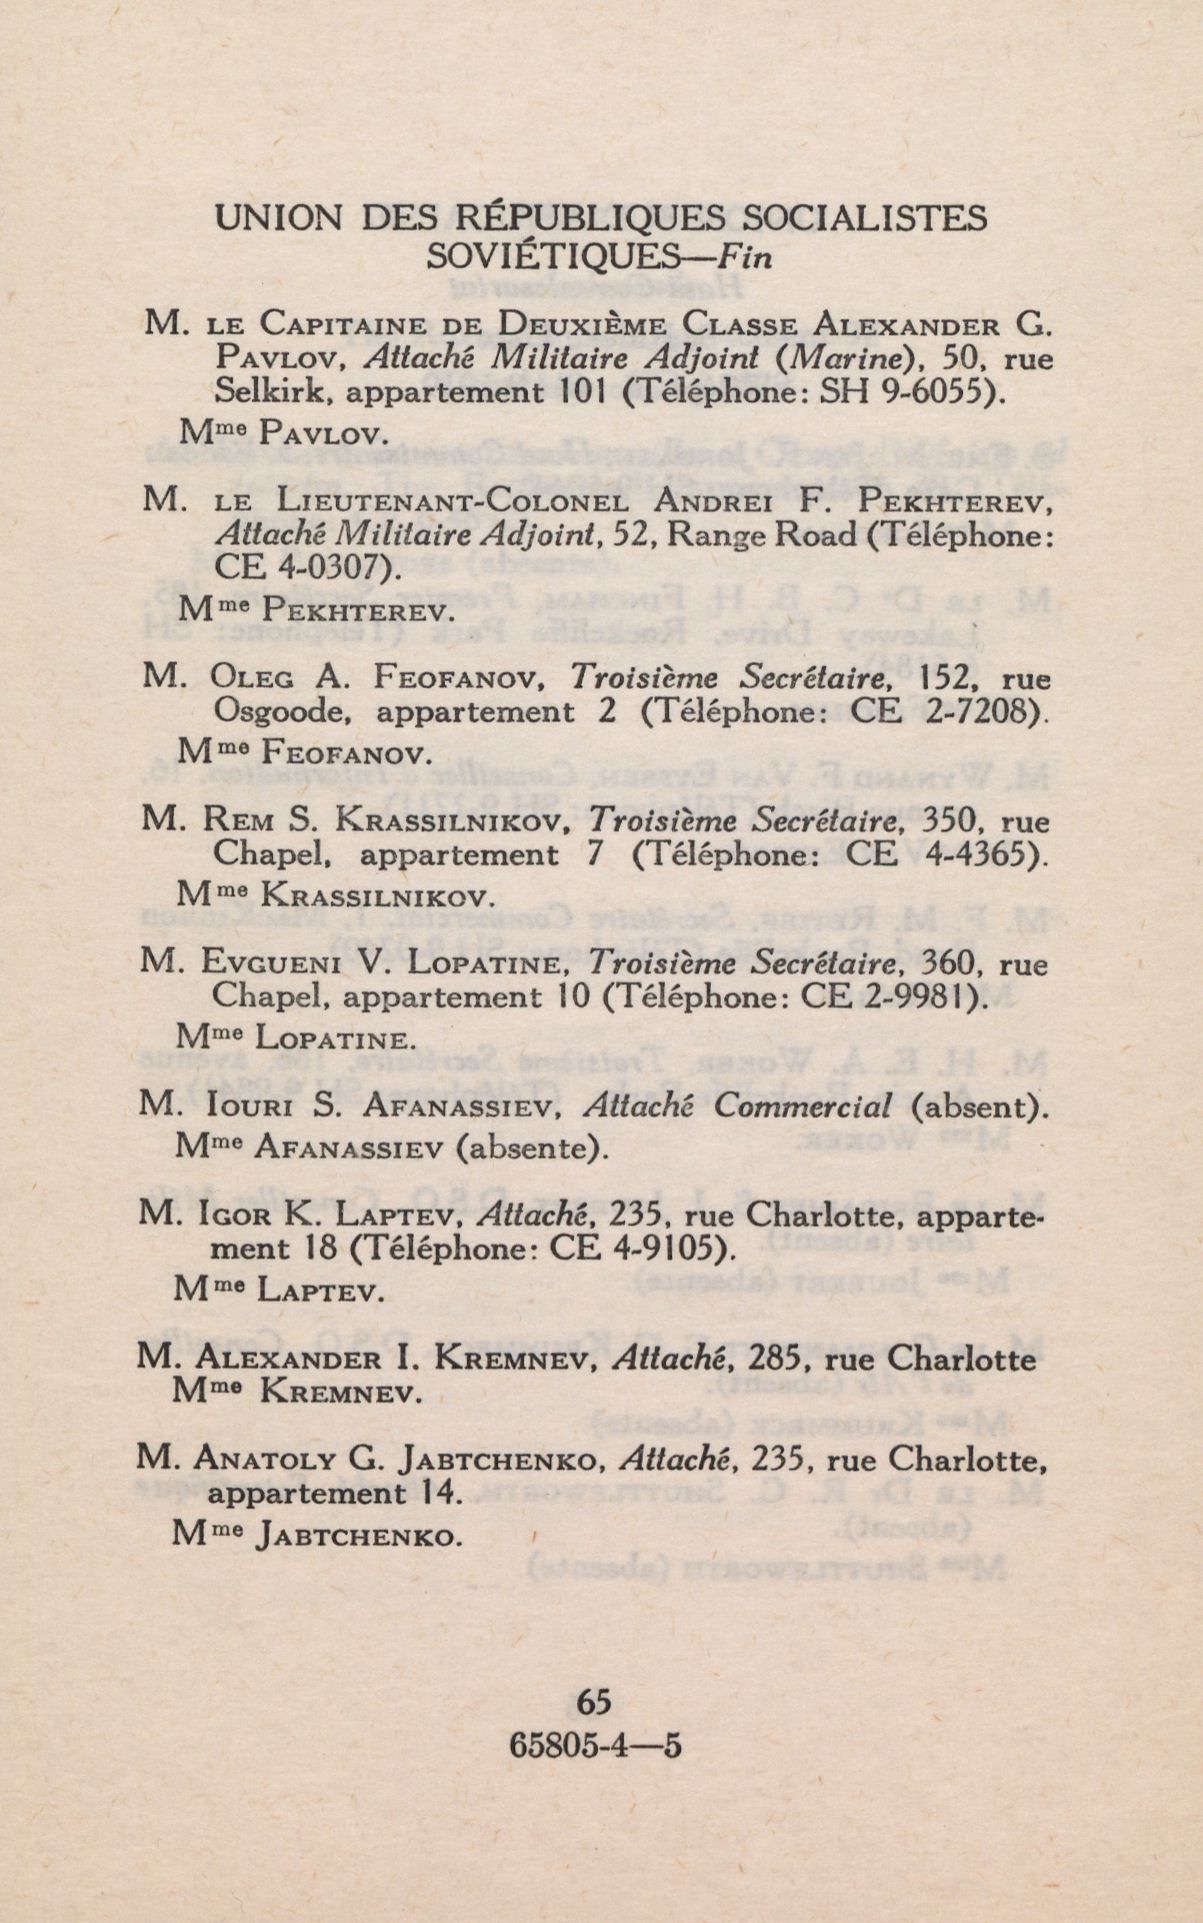 UNION DES RÉPUBLIQUES SOCIALISTES
SOVIÉTIQUES—Fin
M. LE CAPITAINE DE DEUXIÈME CLASSE ALEXANDER G.
PAVLOV, Attaché Militaire Adjoint (Marine), 50, rue
Selkirk, appartement 101 (Téléphone: SH 9-6055).
Mme PAVLOV.
M. LE LIEUTENANT-COLONEL ANDREI F. PEKHTEREV,
Attaché Militaire Adjoint, 52, Range Road (Téléphone:
CE 4-0307).
Mme PEKHTEREV.
M. OLEG A. FEOFANOV, Troisième Secrétaire, 152, rue
Osgoode, appartement 2 (Téléphone: CE 2-7208).
Mme FEOFANOV.
M. REM S. KRASSILNIKOV, Troisième Secrétaire, 350, rue
Chapel, appartement 7 (Téléphone: CE 4-4365).
Mme KRASSILNIKOV.
M. EVGUENI V. LOPATINE, Troisième Secrétaire, 360, rue
Chapel, appartement 10 (Téléphone: CE 2-9981).
Mme LOPATINE.
M. IOURI S. AFANASSIEV, Attaché Commercial (absent).
Mme AFANASSIEV (absente).
M. IGOR K. LAPTEV, Attaché, 235, rue Charlotte, apparte-
ment 18 (Téléphone: CE 4-9105).
Mme LAPTEV.
M. ALEXANDER I. KREMNEV, Attaché, 285, rue Charlotte
Mme KREMNEV.
M. ANATOLY G. JABTCHENKO, Attaché, 235, rue Charlotte,
appartement 14.
Mme JABTCHENKO.
65
65805-4—5